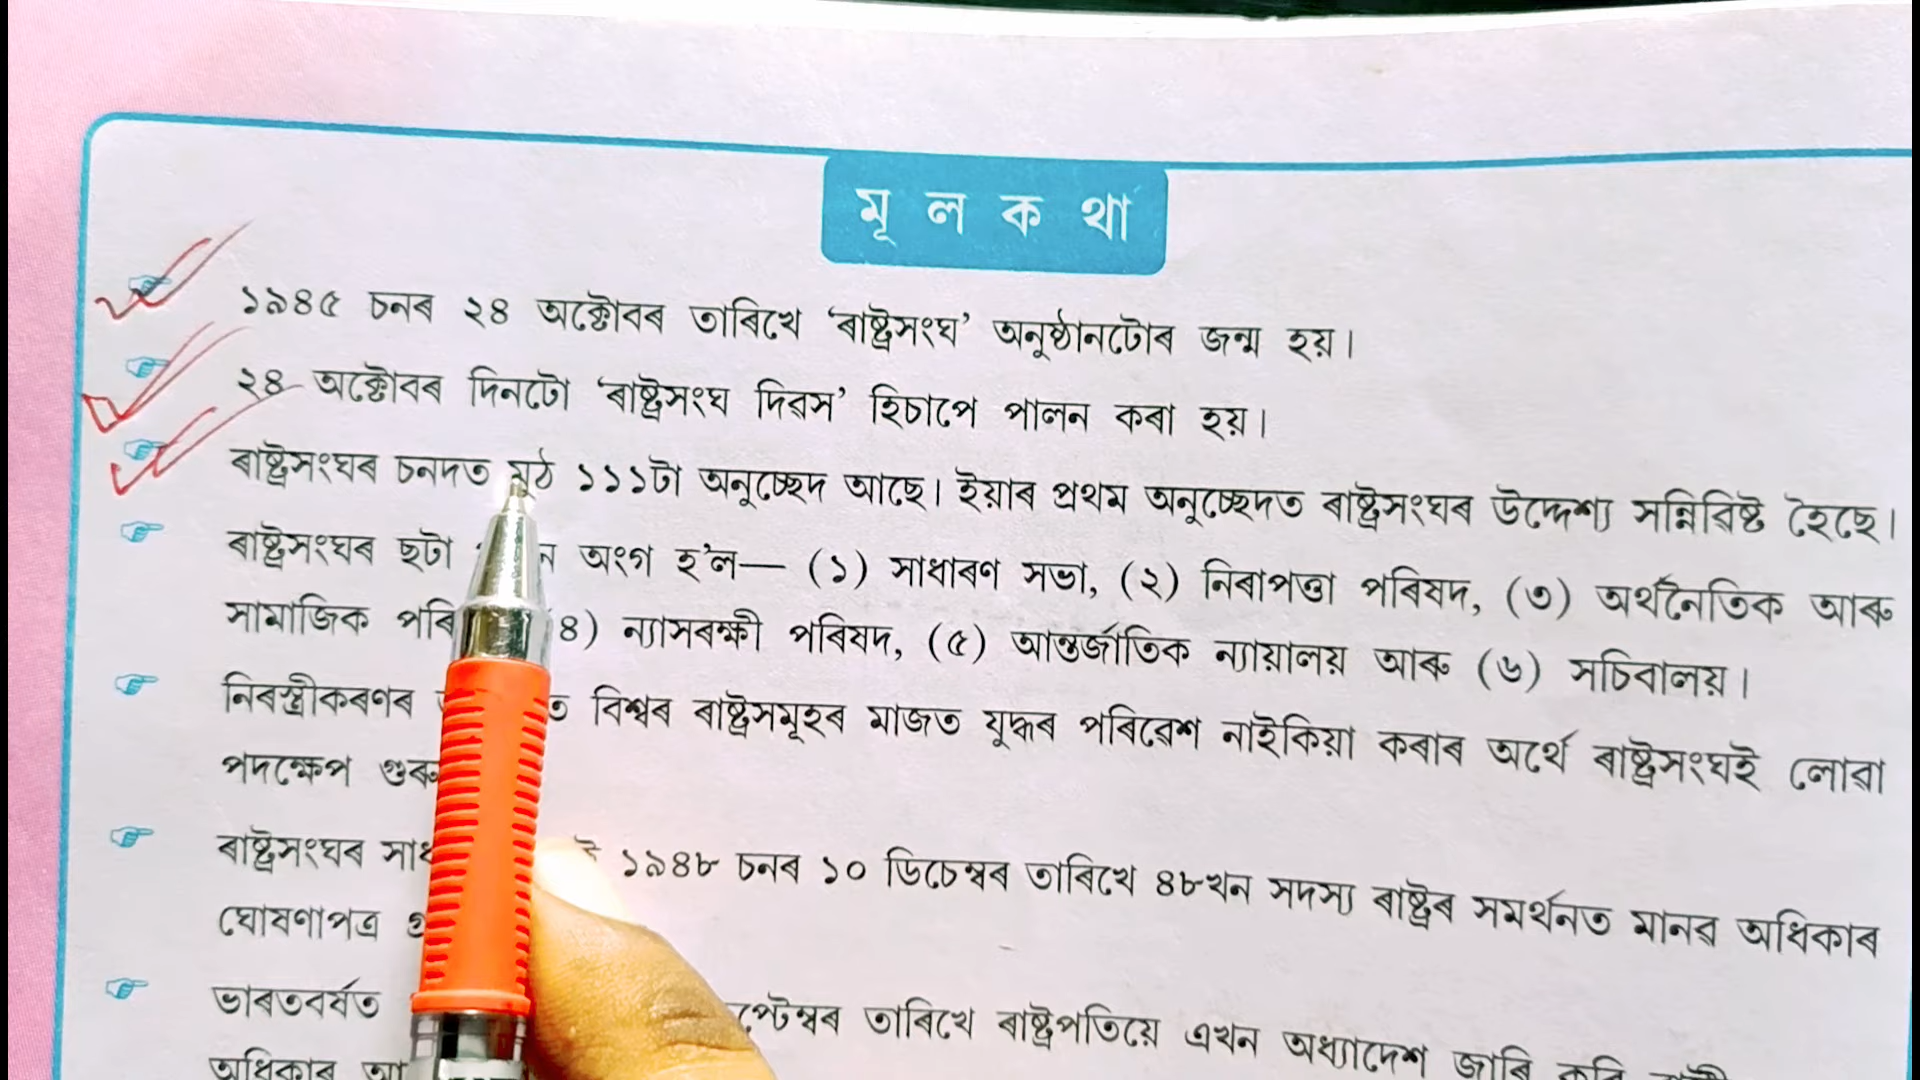 মূলকথা
১৯৪৫ চনৰ ২৪ অক্টোবৰ তাৰিখে ‘ৰাষ্ট্ৰসংঘ’ অনুষ্ঠানটোৰ জন্ম হয়।
২৪ অক্টোবৰ দিনটো ‘ৰাষ্ট্ৰসংঘ দিৱস’ হিচাপে পালন কৰা হয়।
ৰাষ্ট্ৰসংঘৰ চনদত মুঠ ১১১টা অনুচ্ছেদ আছে। ইয়াৰ প্ৰথম অনুচ্ছেদত ৰাষ্ট্ৰসংঘৰ উদ্দেশ্য সন্নিৱিষ্ট হৈছে।
ৰাষ্ট্ৰসংঘৰ ছটা অংগ হ’ল— (১) সাধাৰণ সভা, (২) নিৰাপত্তা পৰিষদ, (৩) অৰ্থনৈতিক আৰু
সামাজিক (৪) ন্যাসৰক্ষী পৰিষদ, (৫) আন্তৰ্জাতিক ন্যায়ালয় আৰু (৬) সচিবালয়।
নিৰস্ত্ৰীকৰণৰ বিশ্বৰ ৰাষ্ট্ৰসমূহৰ মাজত যুদ্ধৰ পৰিৱেশ নাইকিয়া কৰাৰ অৰ্থে ৰাষ্ট্ৰসংঘই লোৱা
পদক্ষেপ
ৰাষ্ট্ৰসংঘৰ ১৯৪৮ চনৰ ১০ ডিচেম্বৰ তাৰিখে ৪৮খন সদস্য ৰাষ্ট্ৰৰ সমৰ্থনত মানৱ অধিকাৰ
ঘোষণাপত্ৰ
ভাৰতবৰ্ষত তাৰিখে ৰাষ্ট্ৰপতিয়ে এখন অধ্যাদেশ জাৰি কৰি
অধিকাৰ